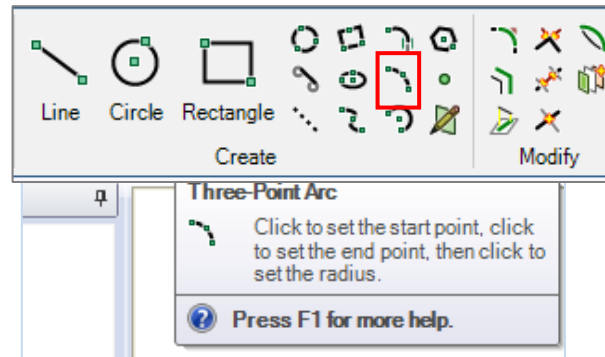 Line Circle Rectangle
Create
Modify
Three-Point Arc
Click to set the start point, click
to set the end point, then click to
set the radius.
Press F1 for more help.